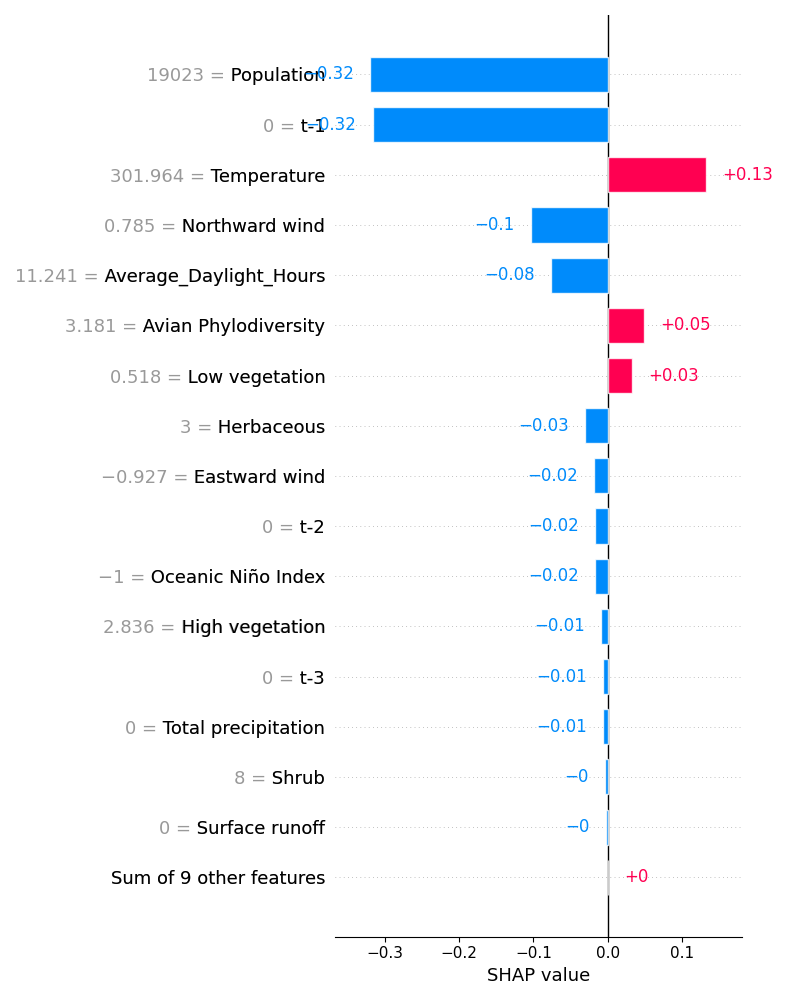 19023 = Population −0.32
0 = t-1 −0.32
301.964 = Temperature +0.13
0.785 = Northward wind −0.1
11.241 = Average_Daylight_Hours −0.08
3.181 = Avian Phylodiversity +0.05
0.518 = Low vegetation +0.03
3 = Herbaceous −0.03
−0.927 = Eastward wind −0.02
0 = t-2 −0.02
−1 = Oceanic Niño Index −0.02
2.836 = High vegetation −0.01
0 = t-3 −0.01
0 = Total precipitation −0.01
8 = Shrub −0
0 = Surface runoff −0
Sum of 9 other features +0
−0.3 −0.2 −0.1 0.0 0.1
SHAP value